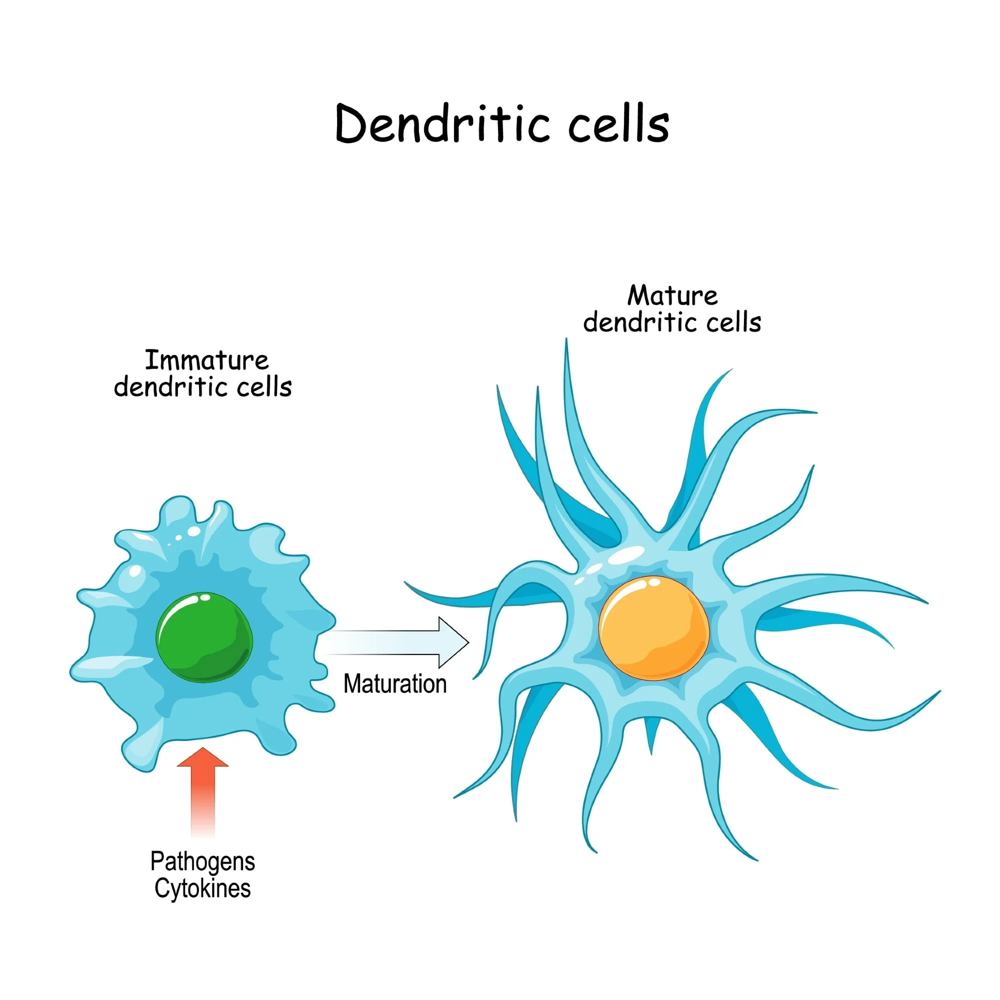 Dendritic cells
Mature
dendritic cells
Immature
dendritic cells
Maturation
Pathogens
Cytokines